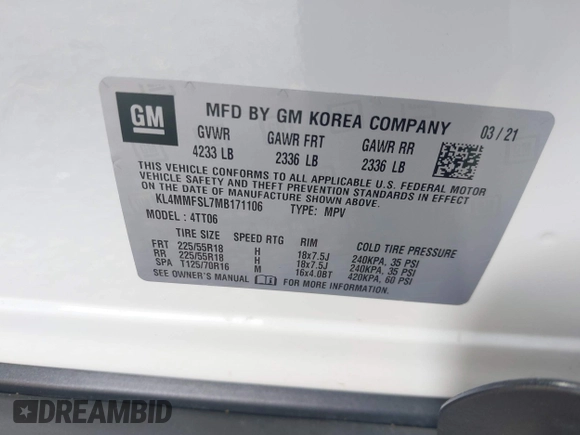 GM MFD BY GM KOREA COMPANY 03 / 21
GVWR GAWR FRT GAWR RR
4233 LB 2336 LB 2336 LB
THIS VEHICLE CONFORMS TO ALL APPLICABLE U.S. FEDERAL MOTOR
VEHICLE SAFETY AND THEFT PREVENTION STANDARDS IN EFFECT ON
THE DATE OF MANUFACTURE SHOWN ABOVE.
KL4MMFSL7MB171106 TYPE: MPV
MODEL : 4TT06
TIRE SIZE SPEED RTG RIM COLD TIRE PRESSURE
FRT 225/55R18 H 18x7.5J 240KPA. 35 PSI
RR 225/55R18 H 18x7.5J 240KPA. 35 PSI
SPA T125/70R16 M 16x4.0BT 420KPA, 60 PSI
SEE OWNER'S MANUAL FOR MORE INFORMATION.
DREAMBID